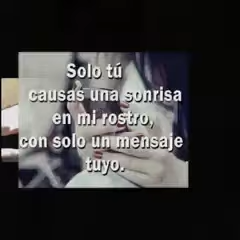 Solo tú
causas una sonrisa
en mi rostro,
con solo un mensaje
tuyo.